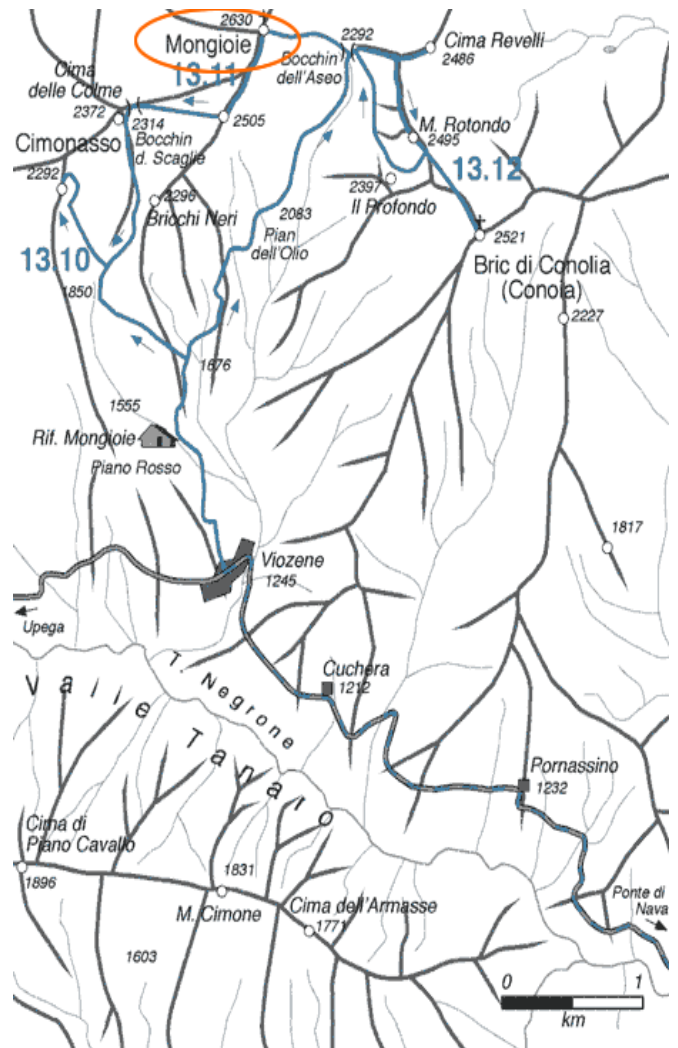 2630
Mongioie
2292
Cima Revelli
2486
Bocchin
dell'Aseo
Cima
delle Colme
13.11
2372
2314
2505
Cimonasso
Bocchin
d. Scaglie
M. Rotondo
2495
13.12
2292
2296
Bricchi Neri
2397
Il Profondo
2083
Pian
dell'Olio
2521
13.10
1850
Bric di Conolia
(Conoia)
2227
1876
1555
Rif. Mongioie
Piano Rosso
1817
Viozene
1245
Upega
Cuchera
1212
T. Negrone
Valle Tanaro
Pornassino
1232
Cima di
Piano Cavallo
1896
1831
M. Cimone
Cima dell'Armasse
1771
Ponte di
Nava
1603
0 1
km